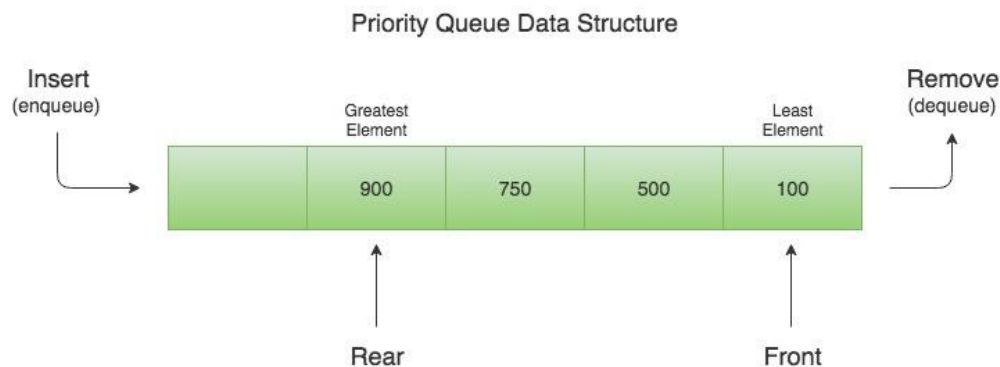 Priority Queue Data Structure
Insert
(enqueue)
Remove
(dequeue)
Greatest
Element
Least
Element
900
750
500
100
Rear
Front